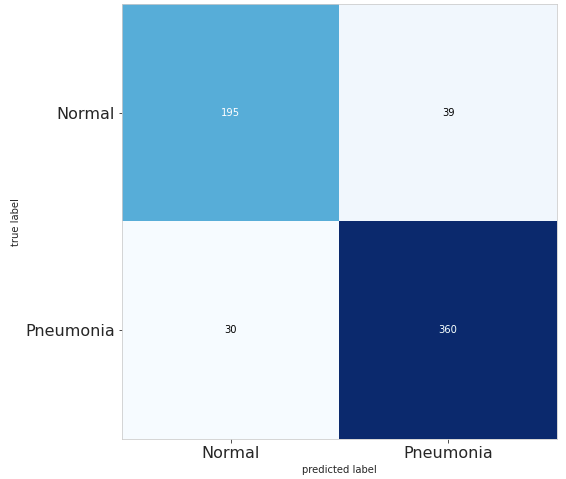 Normal
195
39
true label
Pneumonia
30
360
Normal
Pneumonia
predicted label